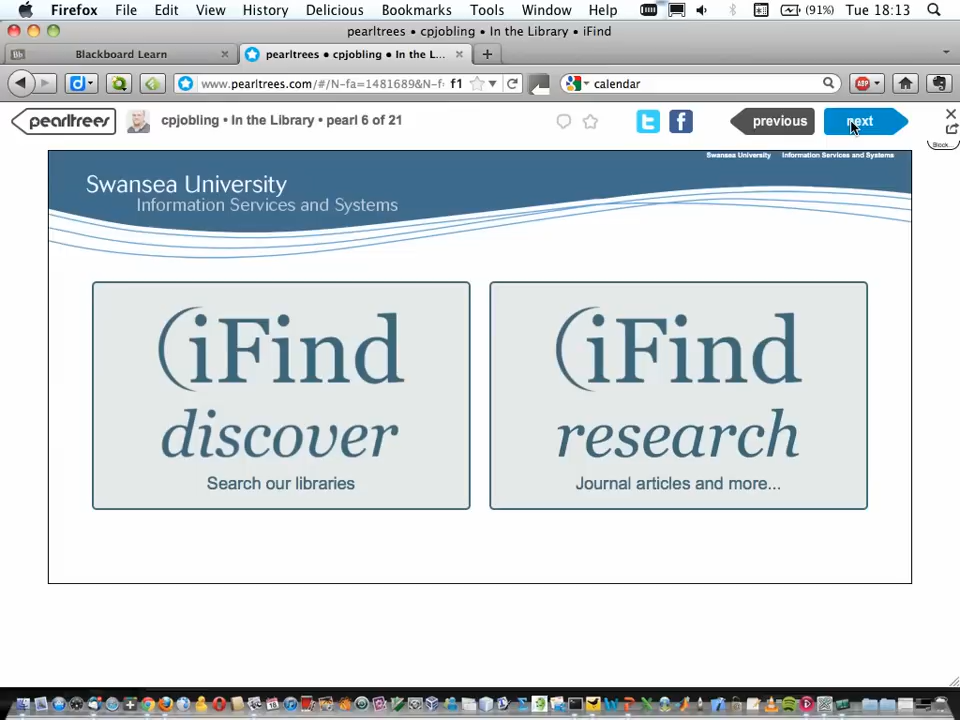 Firefox File Edit View History Delicious Bookmarks Tools Window Help (91%) Tue 18:13
pearltrees • cpjobling • In the Library • iFind
Blackboard Learn pearltrees • cpjobling • In the L...
www.pearltrees.com/#/N-fa=1481689&N-f: f1 calendar
pearltrees cpjobling • In the Library • pearl 6 of 21 previous next
Block...
Swansea University Information Services and Systems
Swansea University
Information Services and Systems
iFind iFind
discover research
Search our libraries Journal articles and more...